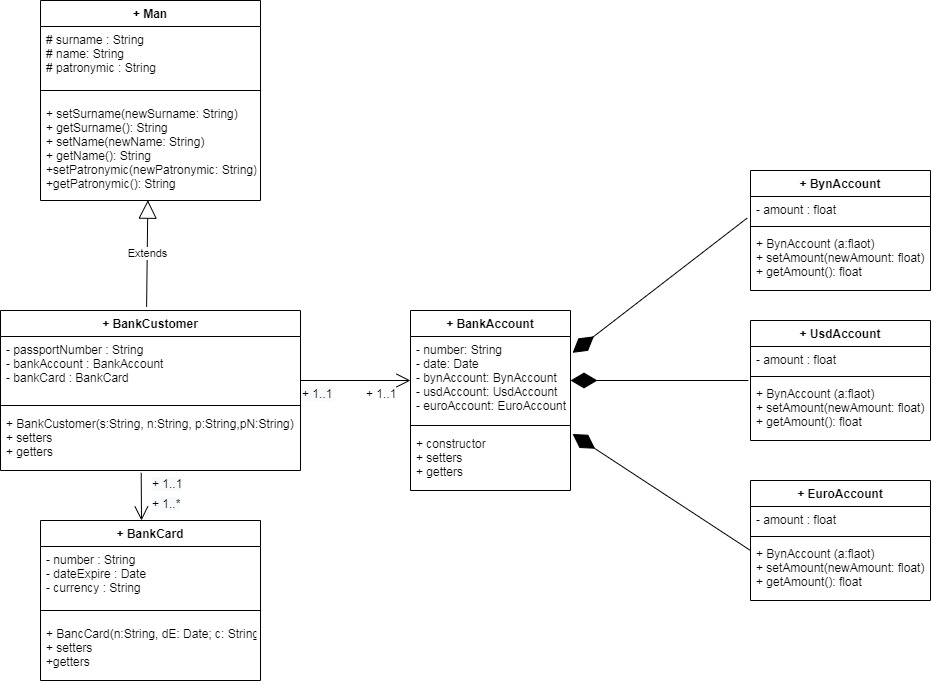 + Man
# surname : String
# name: String
# patronymic : String
+ setSurname(newSurname: String)
+ getSurname(): String
+ setName(newName: String)
+ getName(): String
+setPatronymic(newPatronymic: String)
+getPatronymic(): String
Extends
+ BankCustomer
- passportNumber : String
- bankAccount : BankAccount
- bankCard : BankCard
+ BankCustomer(s:String, n:String, p:String,pN:String)
+ setters
+ getters
+ 1..1
+ 1..1
+ 1..1
+ 1..*
+ BankCard
- number : String
- dateExpire : Date
- currency : String
+ BancCard(n:String, dE: Date; c: String
+ setters
+getters
+ BankAccount
- number: String
- date: Date
- bynAccount: BynAccount
- usdAccount: UsdAccount
- euroAccount: EuroAccount
+ constructor
+ setters
+ getters
+ BynAccount
- amount : float
+ BynAccount (a:flaot)
+ setAmount(newAmount: float)
+ getAmount(): float
+ UsdAccount
- amount : float
+ BynAccount (a:flaot)
+ setAmount(newAmount: float)
+ getAmount(): float
+ EuroAccount
- amount : float
+ BynAccount (a:flaot)
+ setAmount(newAmount: float)
+ getAmount(): float